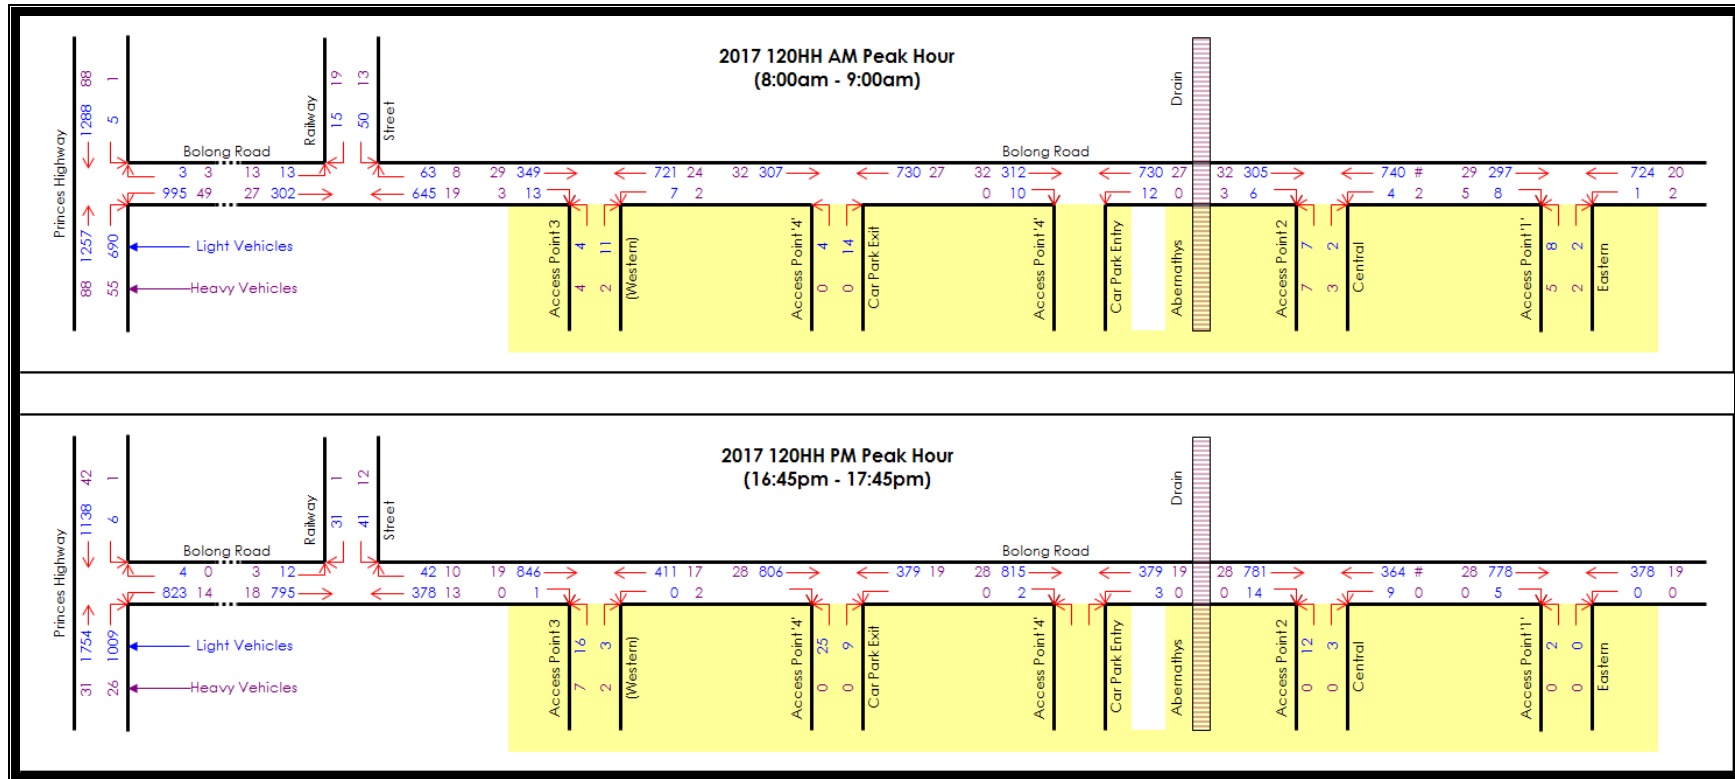 2017 120HH AM Peak Hour
(8:00am - 9:00am)
Princes Highway
1288 88
5 1
Railway
15 19
50 13
Street
Drain
Bolong Road
Bolong Road
3 3 13 13 63 8 29 349 721 24 32 307 730 27 32 312 730 27 32 305 740 # 29 297 724 20
995 49 27 302 645 19 3 13 7 2 0 10 12 0 3 6 4 2 5 8 1 2
88 1257
55 690
Light Vehicles
Heavy Vehicles
Access Point 3
4 4
2 11
(Western)
Access Point '4'
0 4
0 14
Car Park Exit
Access Point '4'
Car Park Entry
Abernathys
Access Point 2
7 7
3 2
Central
Access Point '1'
5 8
2 2
Eastern
2017 120HH PM Peak Hour
(16:45pm - 17:45pm)
Princes Highway
1138 42
6 1
Railway
31 1
41 12
Street
Drain
Bolong Road
Bolong Road
4 0 3 12 42 10 19 846 411 17 28 806 379 19 28 815 379 19 28 781 364 # 28 778 378 19
823 14 18 795 378 13 0 1 0 2 0 2 3 0 0 14 9 0 0 5 0 0
31 1754
26 1009
Light Vehicles
Heavy Vehicles
Access Point 3
7 16
2 3
(Western)
Access Point '4'
0 25
0 9
Car Park Exit
Access Point '4'
Car Park Entry
Abernathys
Access Point 2
0 12
0 3
Central
Access Point '1'
0 2
0 0
Eastern